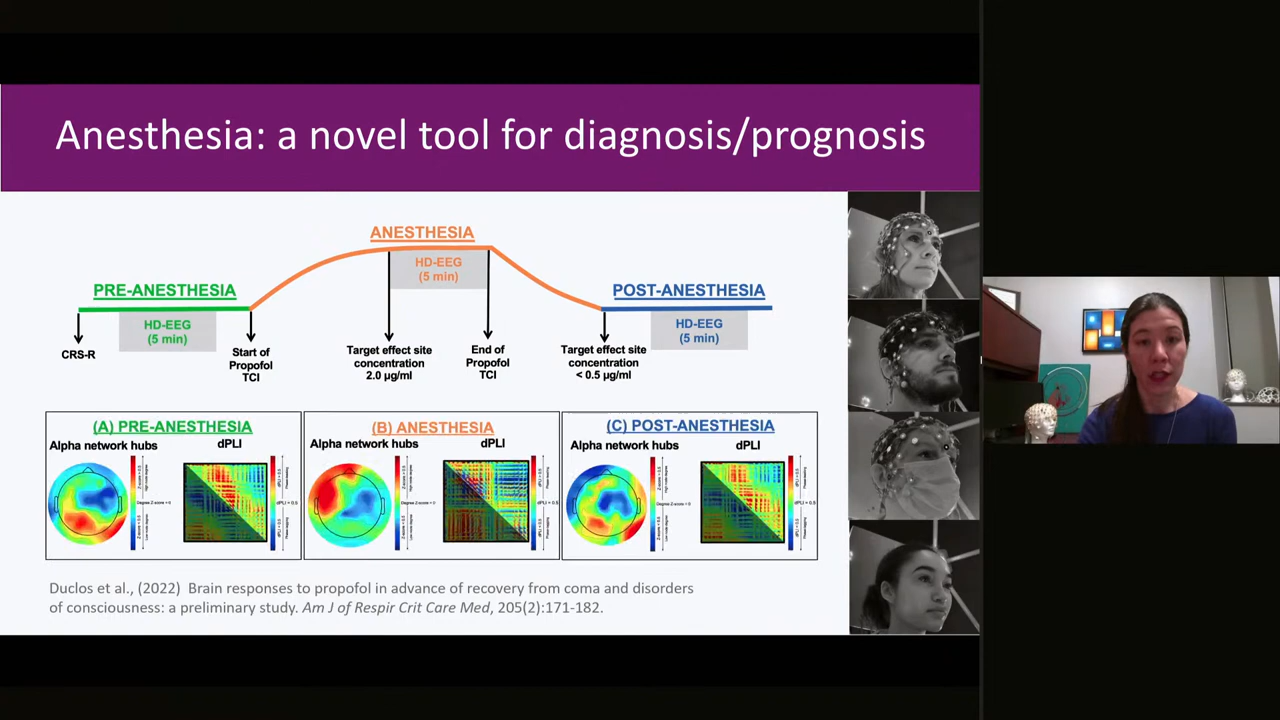 Anesthesia: a novel tool for diagnosis/prognosis
ANESTHESIA
HD-EEG
(5 min)
PRE-ANESTHESIA
POST-ANESTHESIA
HD-EEG
(5 min)
HD-EEG
(5 min)
CRS-R
Start of
Propofol
TCI
Target effect site
concentration
2.0 µg/ml
End of
Propofol
TCI
Target effect site
concentration
< 0.5 µg/ml
(A) PRE-ANESTHESIA
Alpha network hubs
dPLI
(B) ANESTHESIA
Alpha network hubs
dPLI
(C) POST-ANESTHESIA
Alpha network hubs
dPLI
Duclos et al., (2022) Brain responses to propofol in advance of recovery from coma and disorders
of consciousness: a preliminary study. Am J of Respir Crit Care Med, 205(2):171-182.